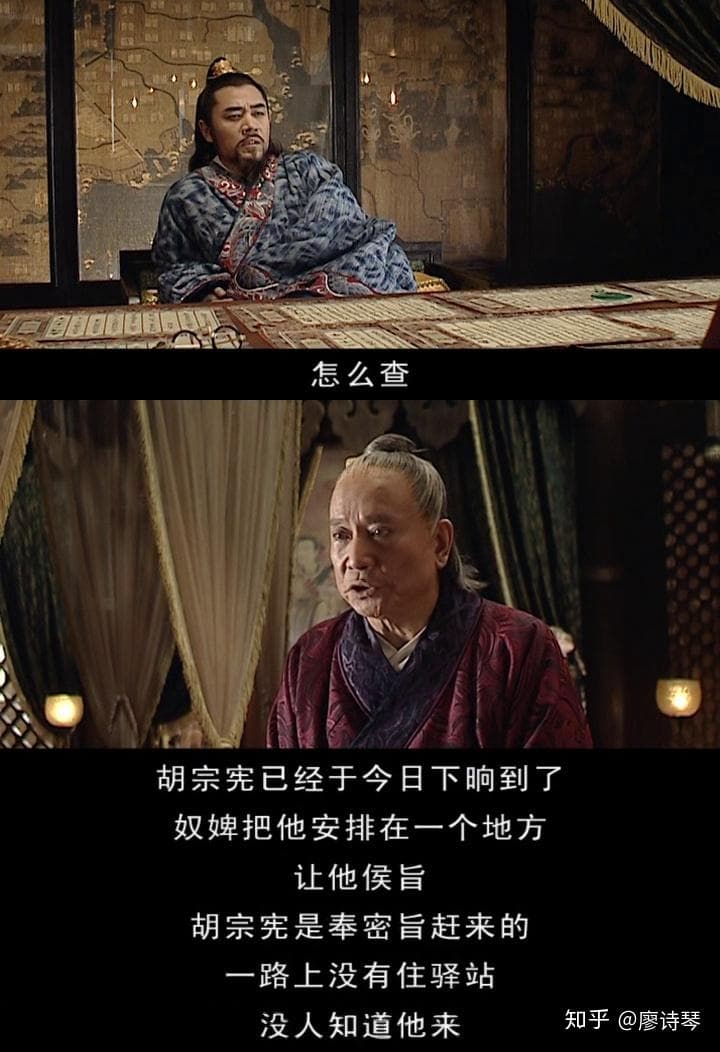 怎么查
胡宗宪已经于今日下晌到了
奴婢把他安排在一个地方
让他侯旨
胡宗宪是奉密旨赶来的
一路上没有住驿站
没人知道他来
知乎 @廖诗琴